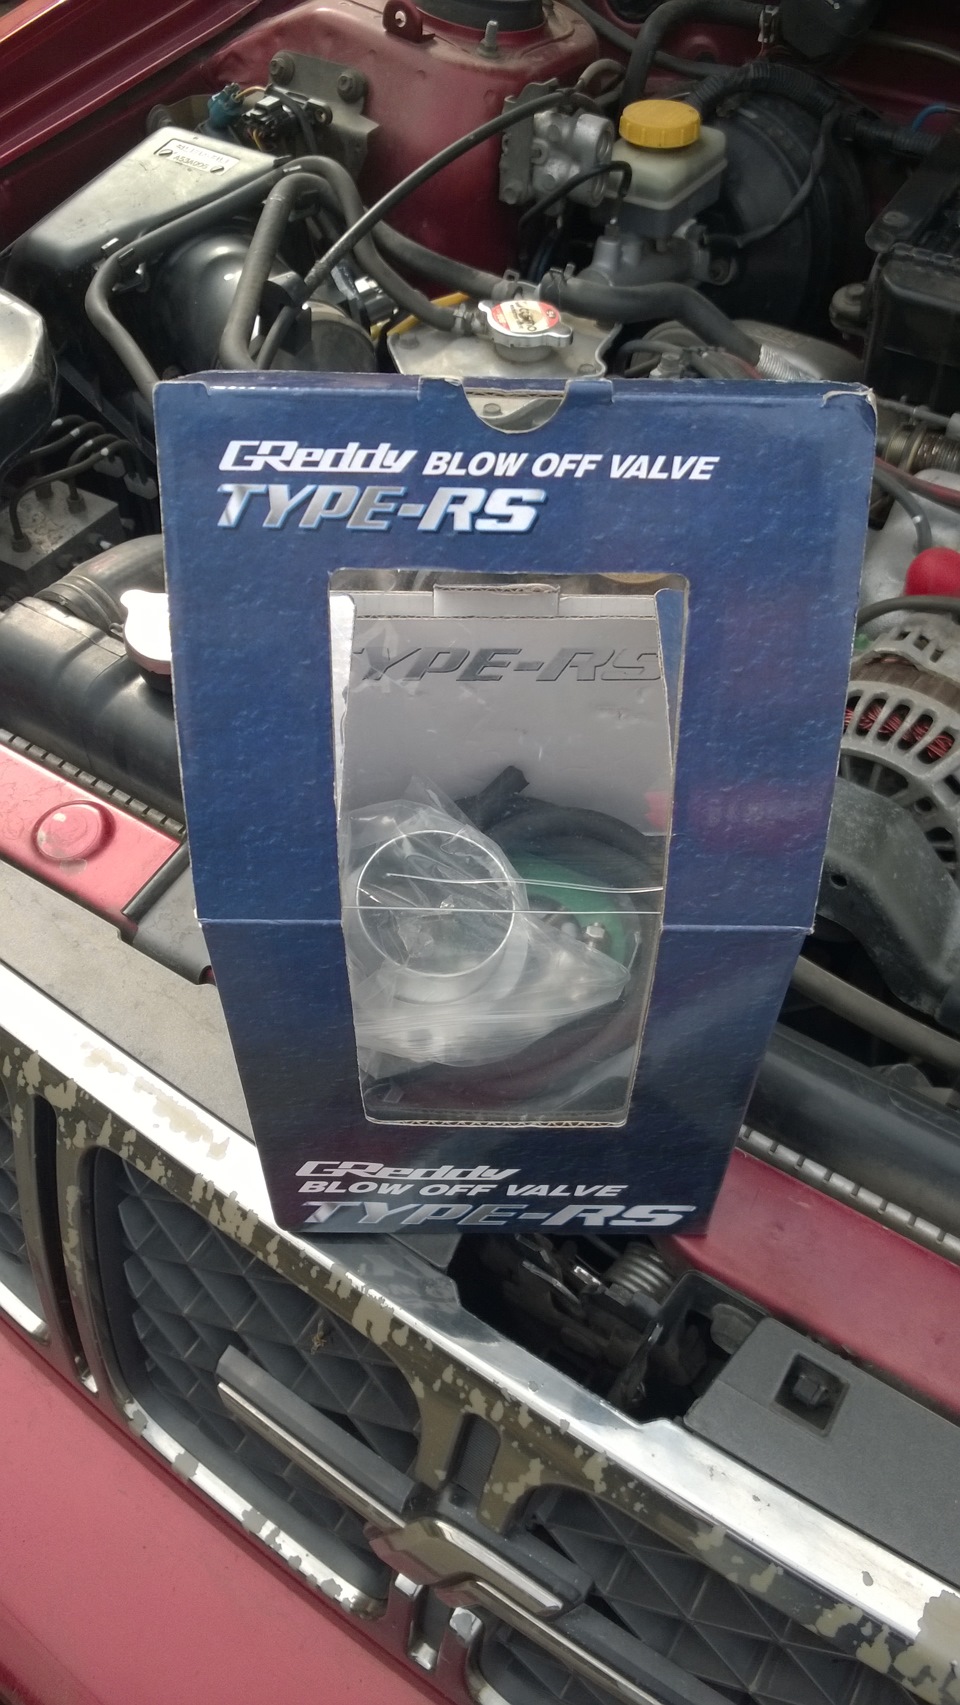 GReddy BLOW OFF VALVE
TYPE-RS
TYPE-RS
GReddy
BLOW OFF VALVE
TYPE-RS